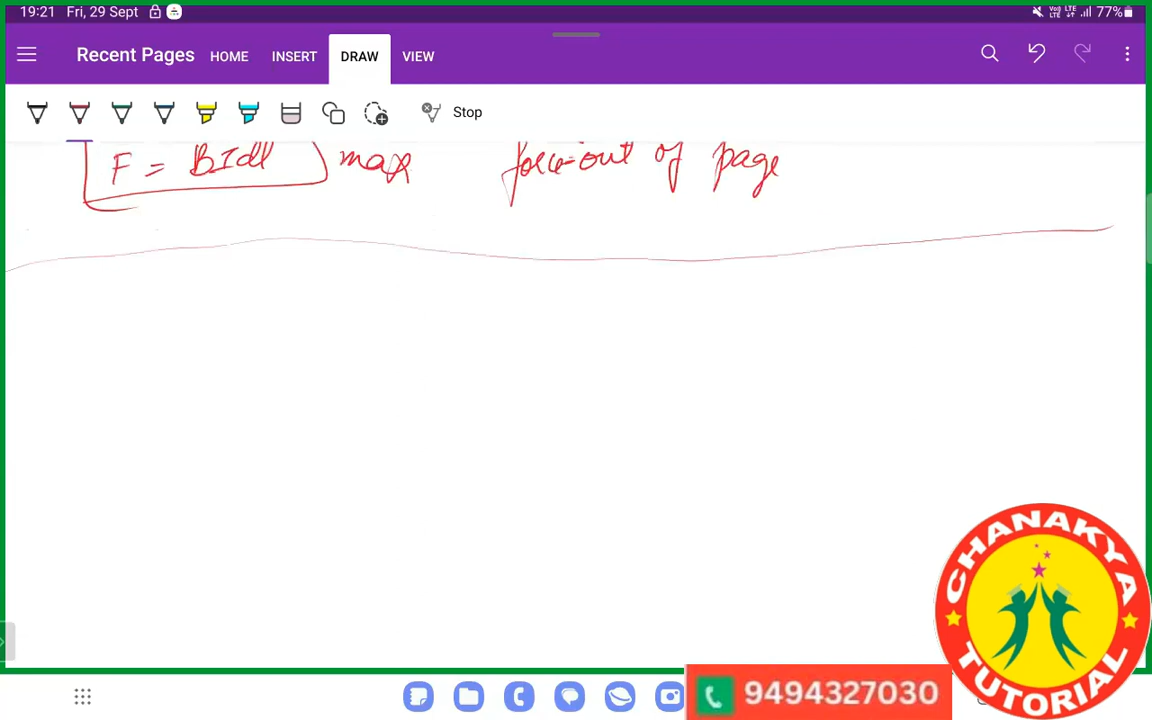 19:21 Fri, 29 Sept 77%
Recent Pages HOME INSERT DRAW VIEW
Stop
F = BIdl max force-out of page
CHANAKYA
TUTORIAL
9494327030